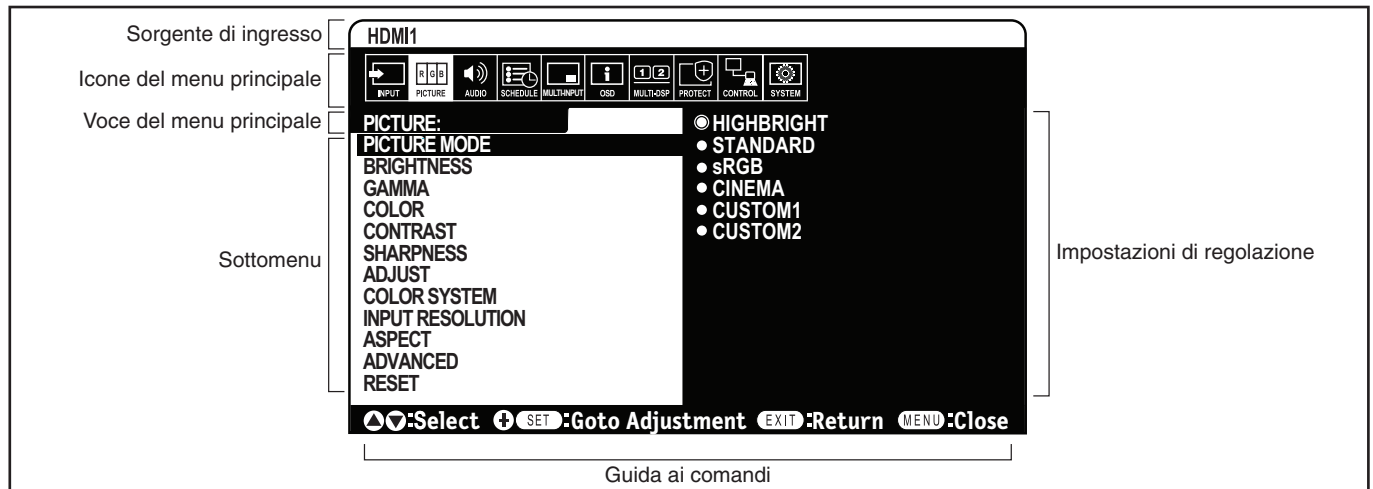 Sorgente di ingresso
HDMI1
Icone del menu principale
R G B
1 2
INPUT PICTURE AUDIO SCHEDULE MULTI-INPUT OSD MULTI-DSP PROTECT CONTROL SYSTEM
Voce del menu principale
PICTURE:
Sottomenu
PICTURE MODE
BRIGHTNESS
GAMMA
COLOR
CONTRAST
SHARPNESS
ADJUST
COLOR SYSTEM
INPUT RESOLUTION
ASPECT
ADVANCED
RESET
HIGHBRIGHT
STANDARD
sRGB
CINEMA
CUSTOM1
CUSTOM2
Impostazioni di regolazione
:Select SET :Goto Adjustment EXIT :Return MENU :Close
Guida ai comandi